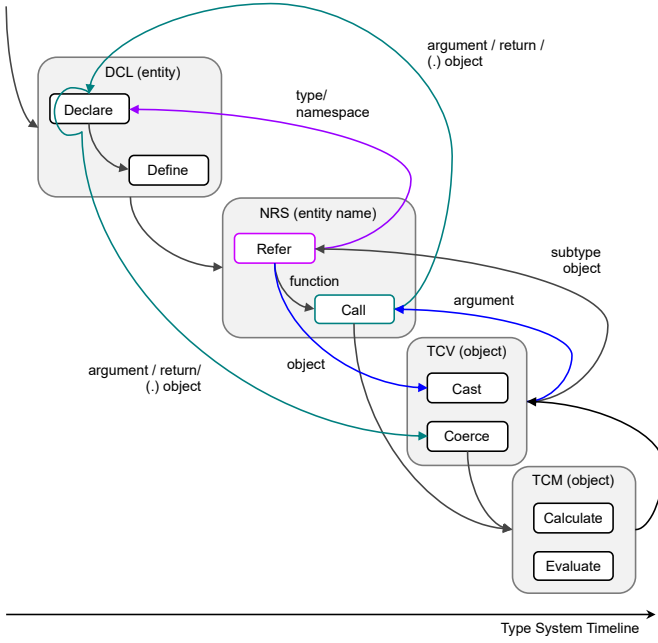 argument / return /
(.) object
DCL (entity)
Declare
type/
namespace
Define
NRS (entity name)
Refer
function
Call
subtype
object
argument
TCV (object)
object
argument / return/
(.) object
Cast
Coerce
TCM (object)
Calculate
Evaluate
Type System Timeline